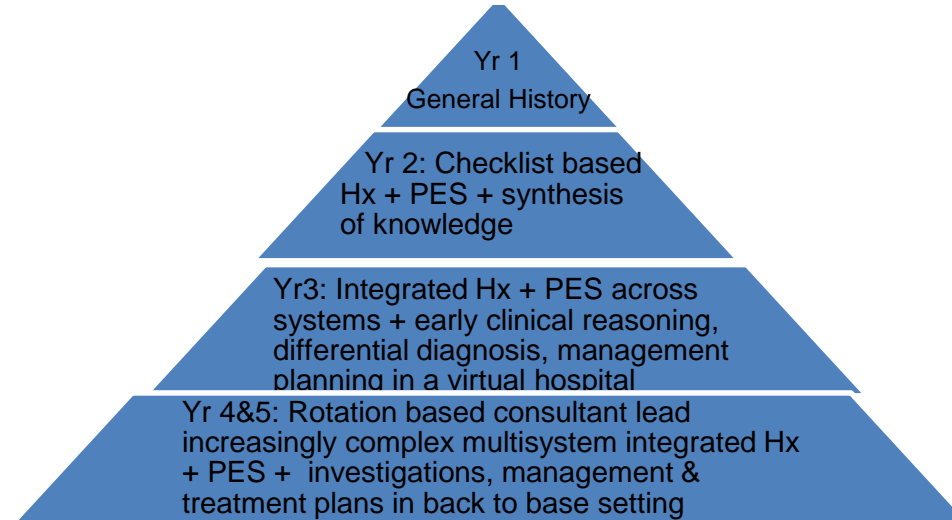 Yr 1
General History
Yr 2: Checklist based
Hx + PES + synthesis
of knowledge
Yr3: Integrated Hx + PES across
systems + early clinical reasoning,
differential diagnosis, management
planning in a virtual hospital
Yr 4&5: Rotation based consultant lead
increasingly complex multisystem integrated Hx
+ PES + investigations, management &
treatment plans in back to base setting